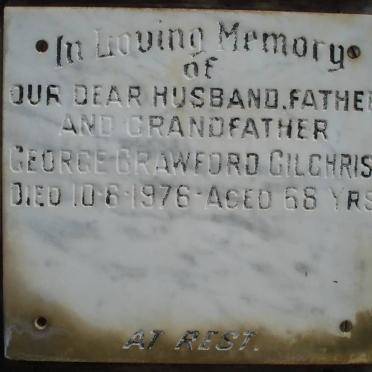 In Loving Memory
of
OUR DEAR HUSBAND, FATHE
AND GRANDFATHER
GEORGE CRAWFORD GILCHRIS
DIED 10-6-1976-AGED 68 YRS
AT REST.